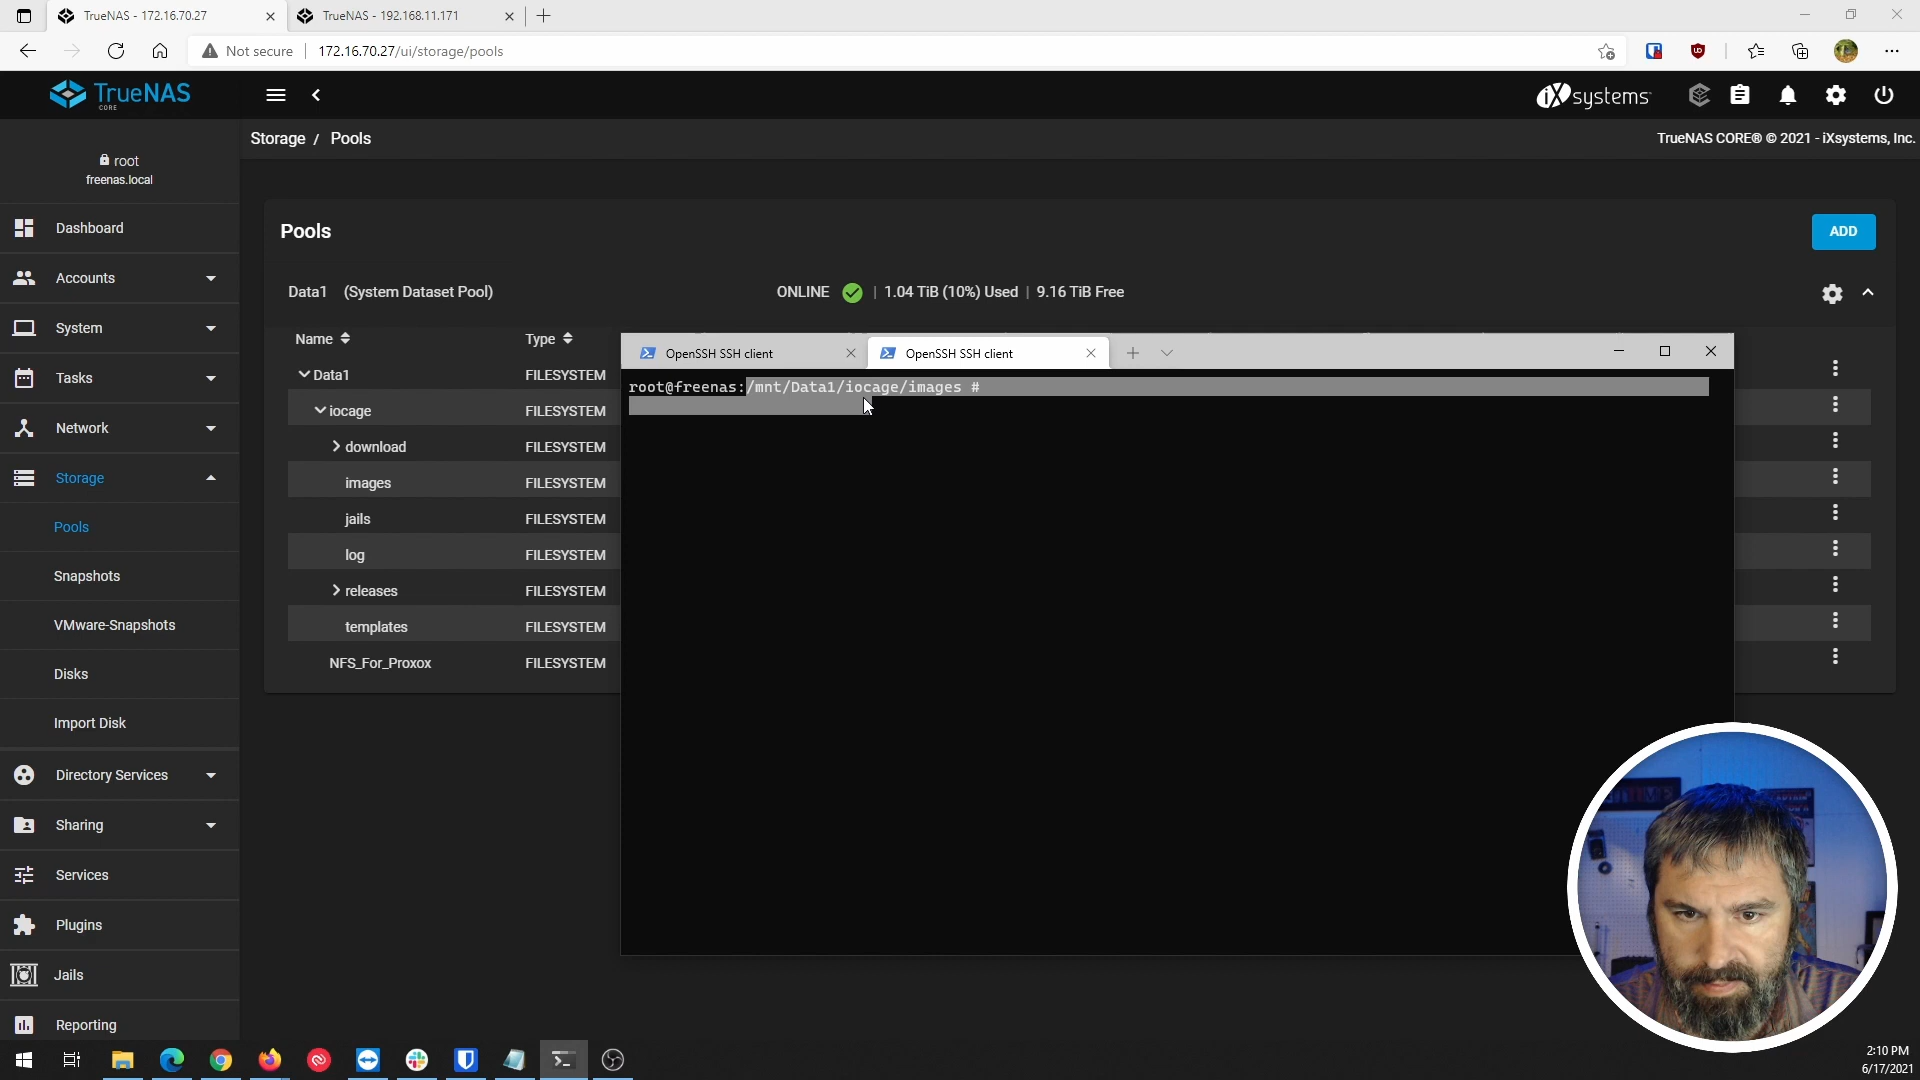 TrueNAS - 172.16.70.27
TrueNAS - 192.168.11.171
Not secure
172.16.70.27/ui/storage/pools
TrueNAS
CORE
iXsystems
Storage / Pools
TrueNAS CORE® © 2021 - iXsystems, Inc.
root
freenas.local
Dashboard
Accounts
System
Tasks
Network
Storage
Pools
Snapshots
VMware-Snapshots
Disks
Import Disk
Directory Services
Sharing
Services
Plugins
Jails
Reporting
Pools
ADD
Data1 (System Dataset Pool)
ONLINE | 1.04 TiB (10%) Used | 9.16 TiB Free
Name Type
Data1 FILESYSTEM
iocage FILESYSTEM
download FILESYSTEM
images FILESYSTEM
jails FILESYSTEM
log FILESYSTEM
releases FILESYSTEM
templates FILESYSTEM
NFS_For_Proxox FILESYSTEM
OpenSSH SSH client
OpenSSH SSH client
root@freenas:/mnt/Data1/iocage/images #
2:10 PM
6/17/2021